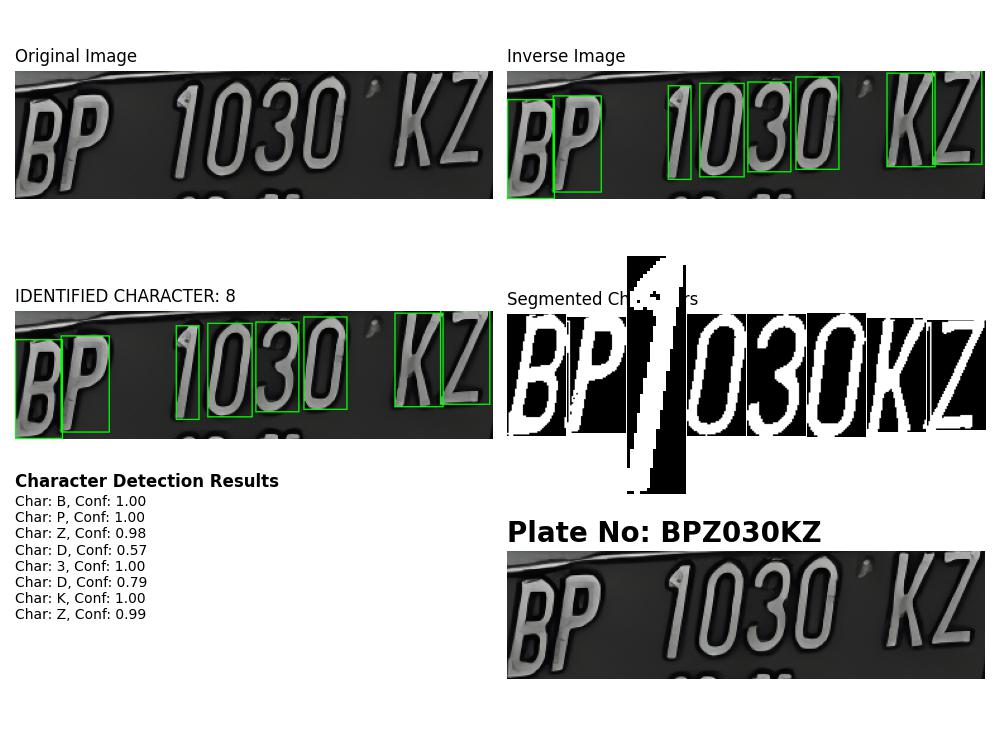 Original Image
BP 1030 KZ
Inverse Image
BP 1030 KZ
IDENTIFIED CHARACTER: 8
BP 1030 KZ
Segmented Ch rs
BP1030KZ
Character Detection Results
Char: B, Conf: 1.00
Char: P, Conf: 1.00
Char: Z, Conf: 0.98
Char: D, Conf: 0.57
Char: 3, Conf: 1.00
Char: D, Conf: 0.79
Char: K, Conf: 1.00
Char: Z, Conf: 0.99
Plate No: BPZ030KZ
BP 1030 KZ